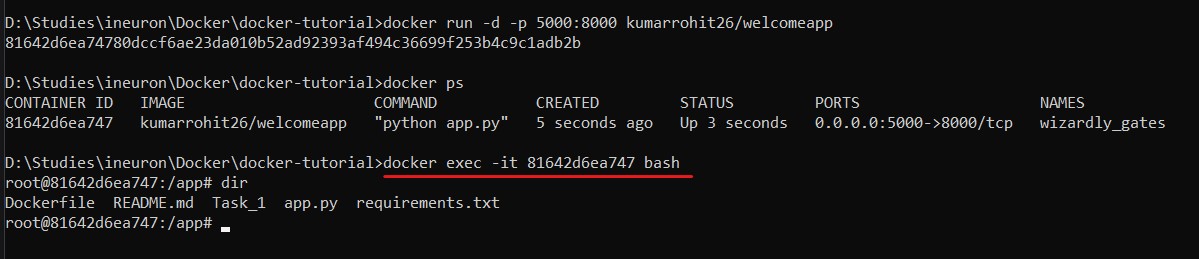 D:\Studies\ineuron\Docker\docker-tutorial>docker run -d -p 5000:8000 kumarrohit26/welcomeapp
81642d6ea74780dccf6ae23da010b52ad92393af494c36699f253b4c9c1adb2b
D:\Studies\ineuron\Docker\docker-tutorial>docker ps
CONTAINER ID   IMAGE                       COMMAND           CREATED         STATUS         PORTS                    NAMES
81642d6ea747   kumarrohit26/welcomeapp   "python app.py"   5 seconds ago   Up 3 seconds   0.0.0.0:5000->8000/tcp   wizardly_gates
D:\Studies\ineuron\Docker\docker-tutorial>docker exec -it 81642d6ea747 bash
root@81642d6ea747:/app# dir
Dockerfile  README.md  Task_1  app.py  requirements.txt
root@81642d6ea747:/app#